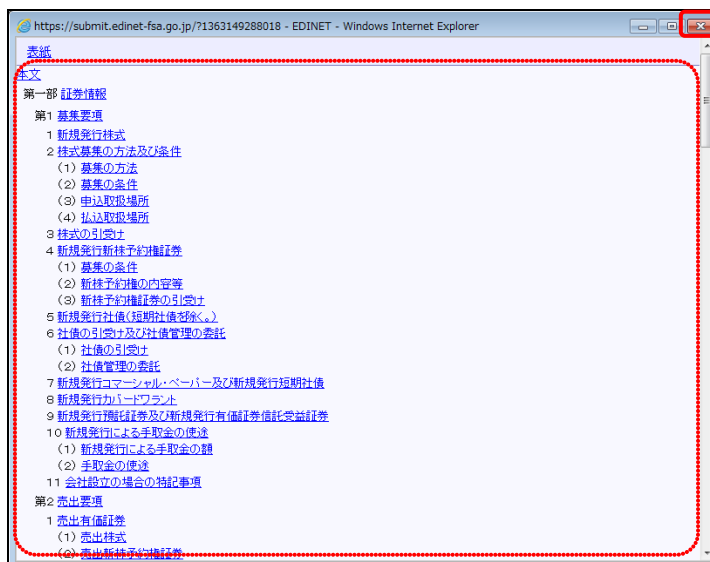 https://submit.edinet-fsa.go.jp/?1363149288018 - EDINET - Windows Internet Explorer
表紙
本文
第一部 証券情報
第1 募集要項
1 新規発行株式
2 株式募集の方法及び条件
(1) 募集の方法
(2) 募集の条件
(3) 申込取扱場所
(4) 払込取扱場所
3 株式の引受け
4 新規発行新株予約権証券
(1) 募集の条件
(2) 新株予約権の内容等
(3) 新株予約権証券の引受け
5 新規発行社債(短期社債を除く。)
6 社債の引受け及び社債管理の委託
(1) 社債の引受け
(2) 社債管理の委託
7 新規発行コマーシャル・ペーパー及び新規発行短期社債
8 新規発行カバードワラント
9 新規発行預託証券及び新規発行有価証券信託受益証券
10 新規発行による手取金の使途
(1) 新規発行による手取金の額
(2) 手取金の使途
11 会社設立の場合の特記事項
第2 売出要項
1 売出有価証券
(1) 売出株式
(2) 売出新株予約権証券